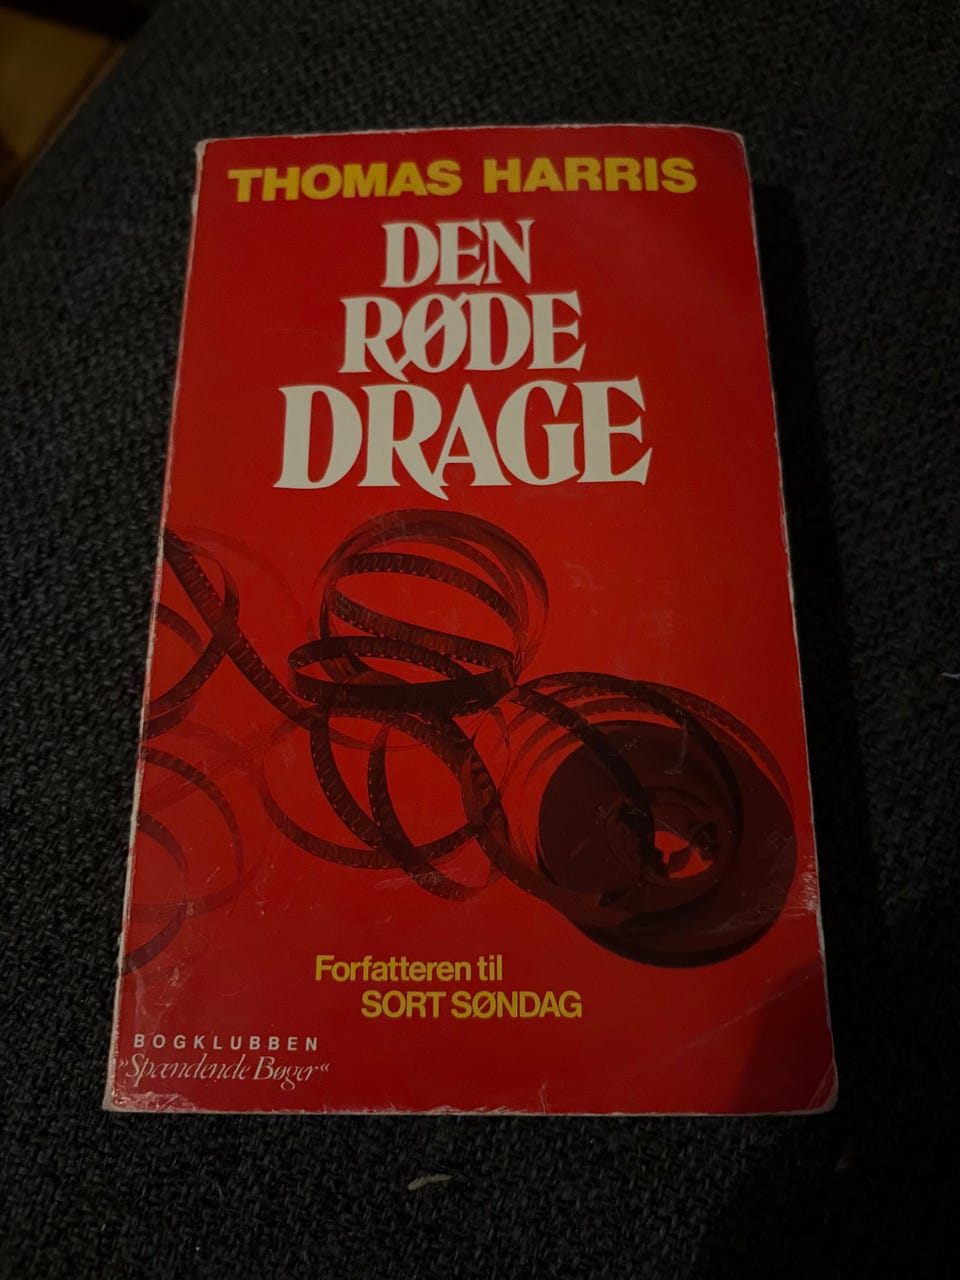 THOMAS HARRIS
DEN
RØDE
DRAGE
Forfatteren til
SORT SØNDAG
BOGKLUBBEN
»Spændende Bøger«